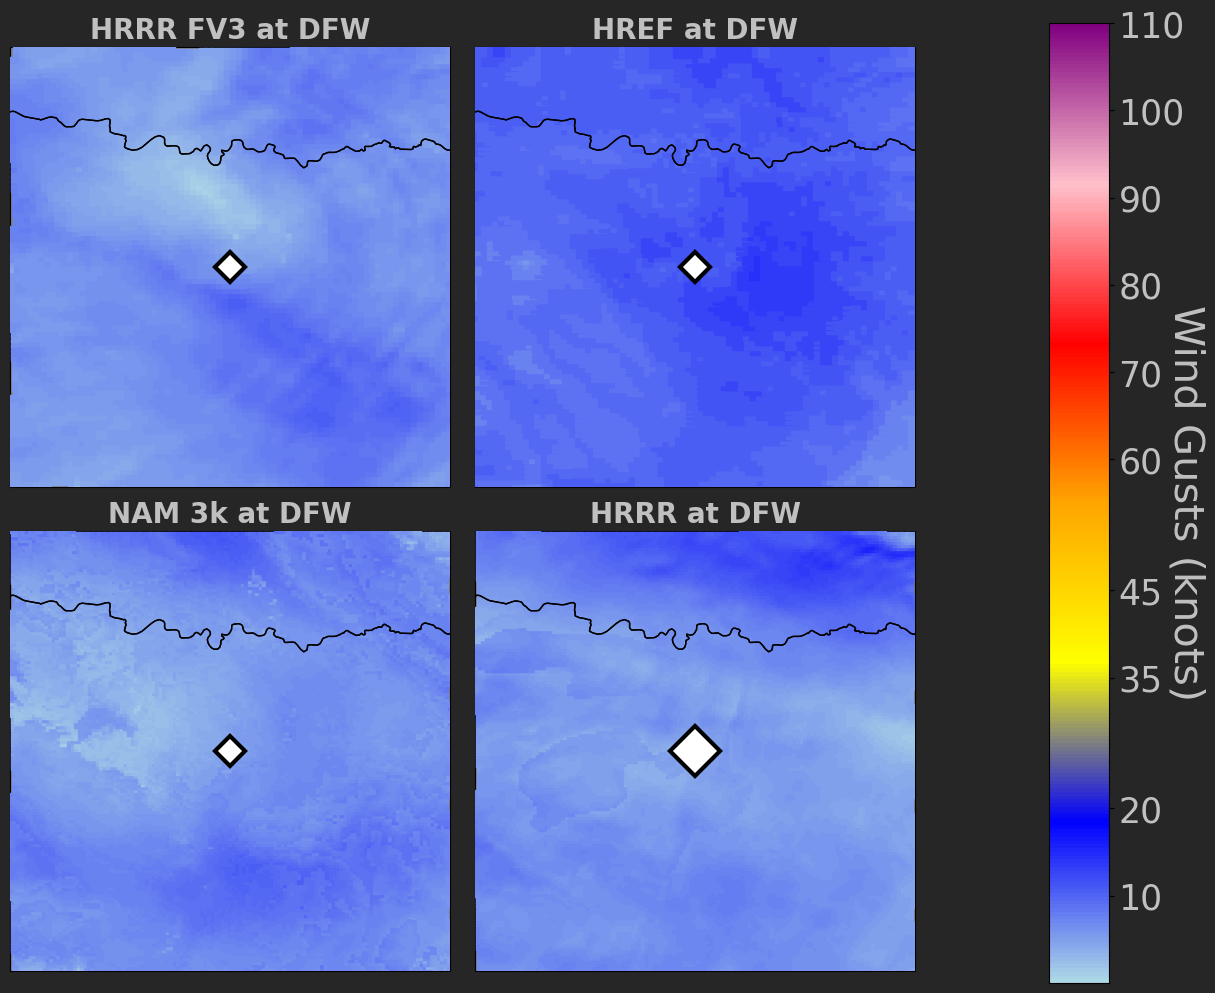 HRRR FV3 at DFW
HREF at DFW
NAM 3k at DFW
HRRR at DFW
110
100
90
80
70
60
45
35
20
10
Wind Gusts (knots)